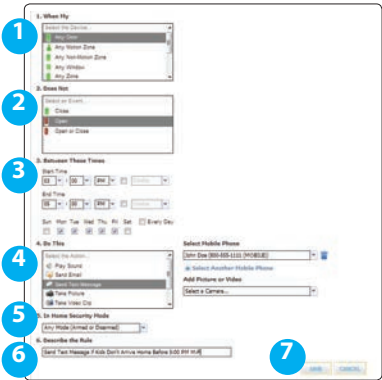 1. When My
1
Select the Device...
Any Door
Any Motion Zone
Any Non-Motion Zone
Any Window
Any Zone
2. Does Not
2
Select an Event...
Close
Open
Open or Close
3. Between These Times
3
Start Time
: 00 PM
End Time
05 : 00 PM
Sun Mon Tue Wed Thu Fri Sat Every Day
4. Do This
4
Select the Action...
Play Sound
Send Email
Send Text Message
Take Picture
Take Video Clip
Select Mobile Phone
John Doe (800-555-1101 [MOBILE])
Select Another Mobile Phone
Add Picture or Video
Select a Camera...
5. In Home Security Mode
5
Any Mode (Armed or Disarmed)
6. Describe the Rule
6
Send Text Message if Kids Don't Arrive Home Before 5:00 PM M-F
7
SAVE CANCEL